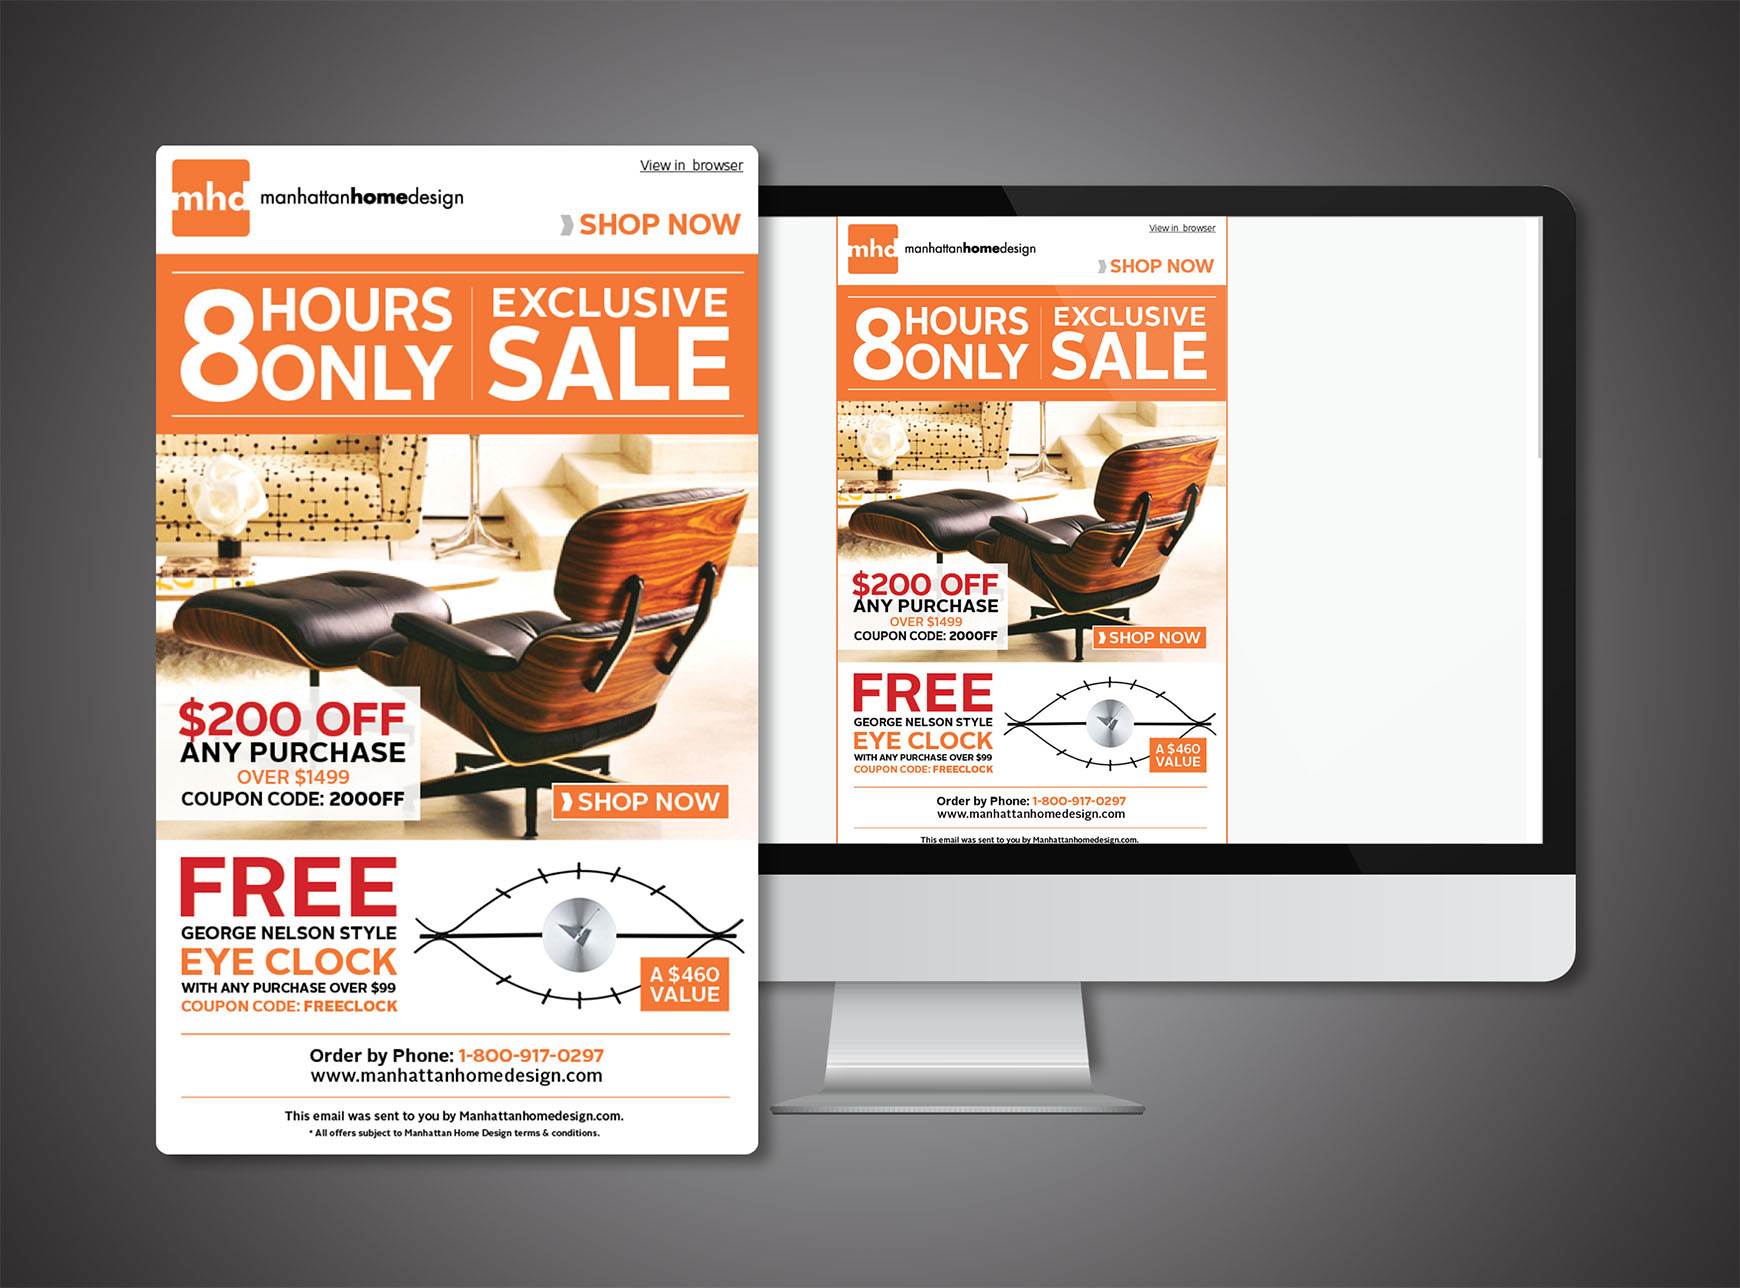 View in browser
mhd manhattanhomedesign
SHOP NOW
8 HOURS ONLY
EXCLUSIVE
SALE
$200 OFF
ANY PURCHASE
OVER $1499
COUPON CODE: 200OFF
SHOP NOW
FREE
GEORGE NELSON STYLE
EYE CLOCK
WITH ANY PURCHASE OVER $99
COUPON CODE: FREECLOCK
A $460
VALUE
Order by Phone: 1-800-917-0297
www.manhattanhomedesign.com
This email was sent to you by Manhattanhomedesign.com.
* All offers subject to Manhattan Home Design terms & conditions.
View in browser
mhd manhattanhomedesign
SHOP NOW
8 HOURS ONLY
EXCLUSIVE
SALE
$200 OFF
ANY PURCHASE
OVER $1499
COUPON CODE: 200OFF
SHOP NOW
FREE
GEORGE NELSON STYLE
EYE CLOCK
WITH ANY PURCHASE OVER $99
COUPON CODE: FREECLOCK
A $460
VALUE
Order by Phone: 1-800-917-0297
www.manhattanhomedesign.com
This email was sent to you by Manhattanhomedesign.com.